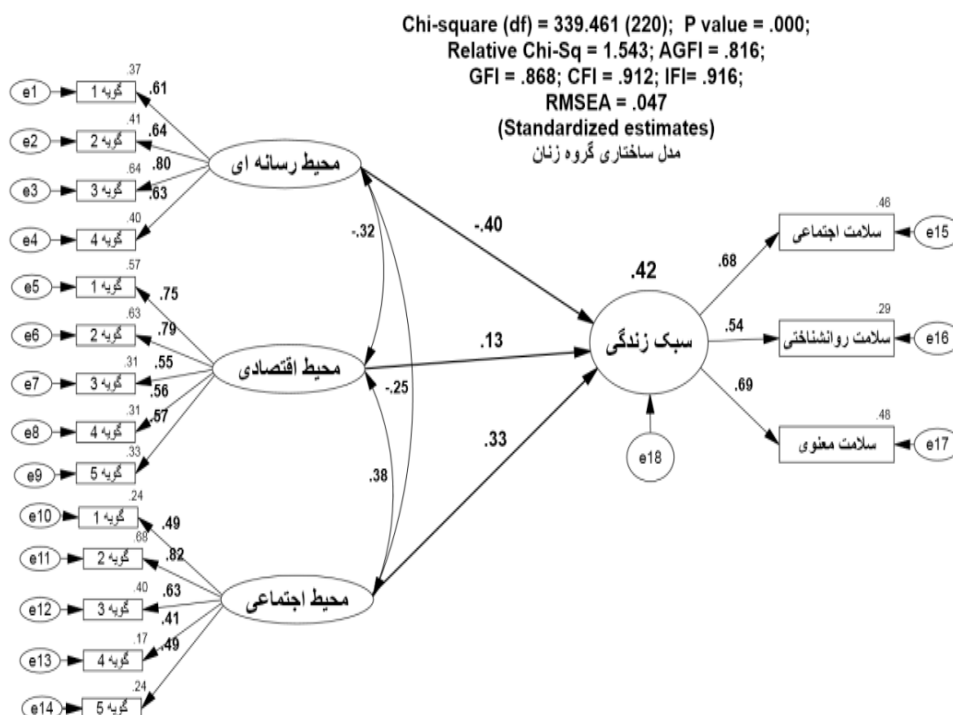 Chi-square (df) = 339.461 (220); P value = .000;
Relative Chi-Sq = 1.543; AGFI = .816;
GFI = .868; CFI = .912; IFI= .916;
RMSEA = .047
(Standardized estimates)
مدل ساختاری گروه زنان
.37
e1
گویه 1
.61
.41
e2
گویه 2
.64
.64
e3
گویه 3
.80
.40
e4
گویه 4
.63
محیط رسانه ای
.57
e5
گویه 1
.75
.63
e6
گویه 2
.79
.31
e7
گویه 3
.55
.31
e8
گویه 4
.56
.33
e9
گویه 5
.57
محیط اقتصادی
.24
e10
گویه 1
.49
.68
e11
گویه 2
.82
.40
e12
گویه 3
.63
.17
e13
گویه 4
.41
.24
e14
گویه 5
.49
محیط اجتماعی
-.32
-.25
.38
-.40
.13
.33
.42
سبک زندگی
e18
.68
.46
سلامت اجتماعی
e15
.54
.29
سلامت روانشناختی
e16
.69
.48
سلامت معنوی
e17